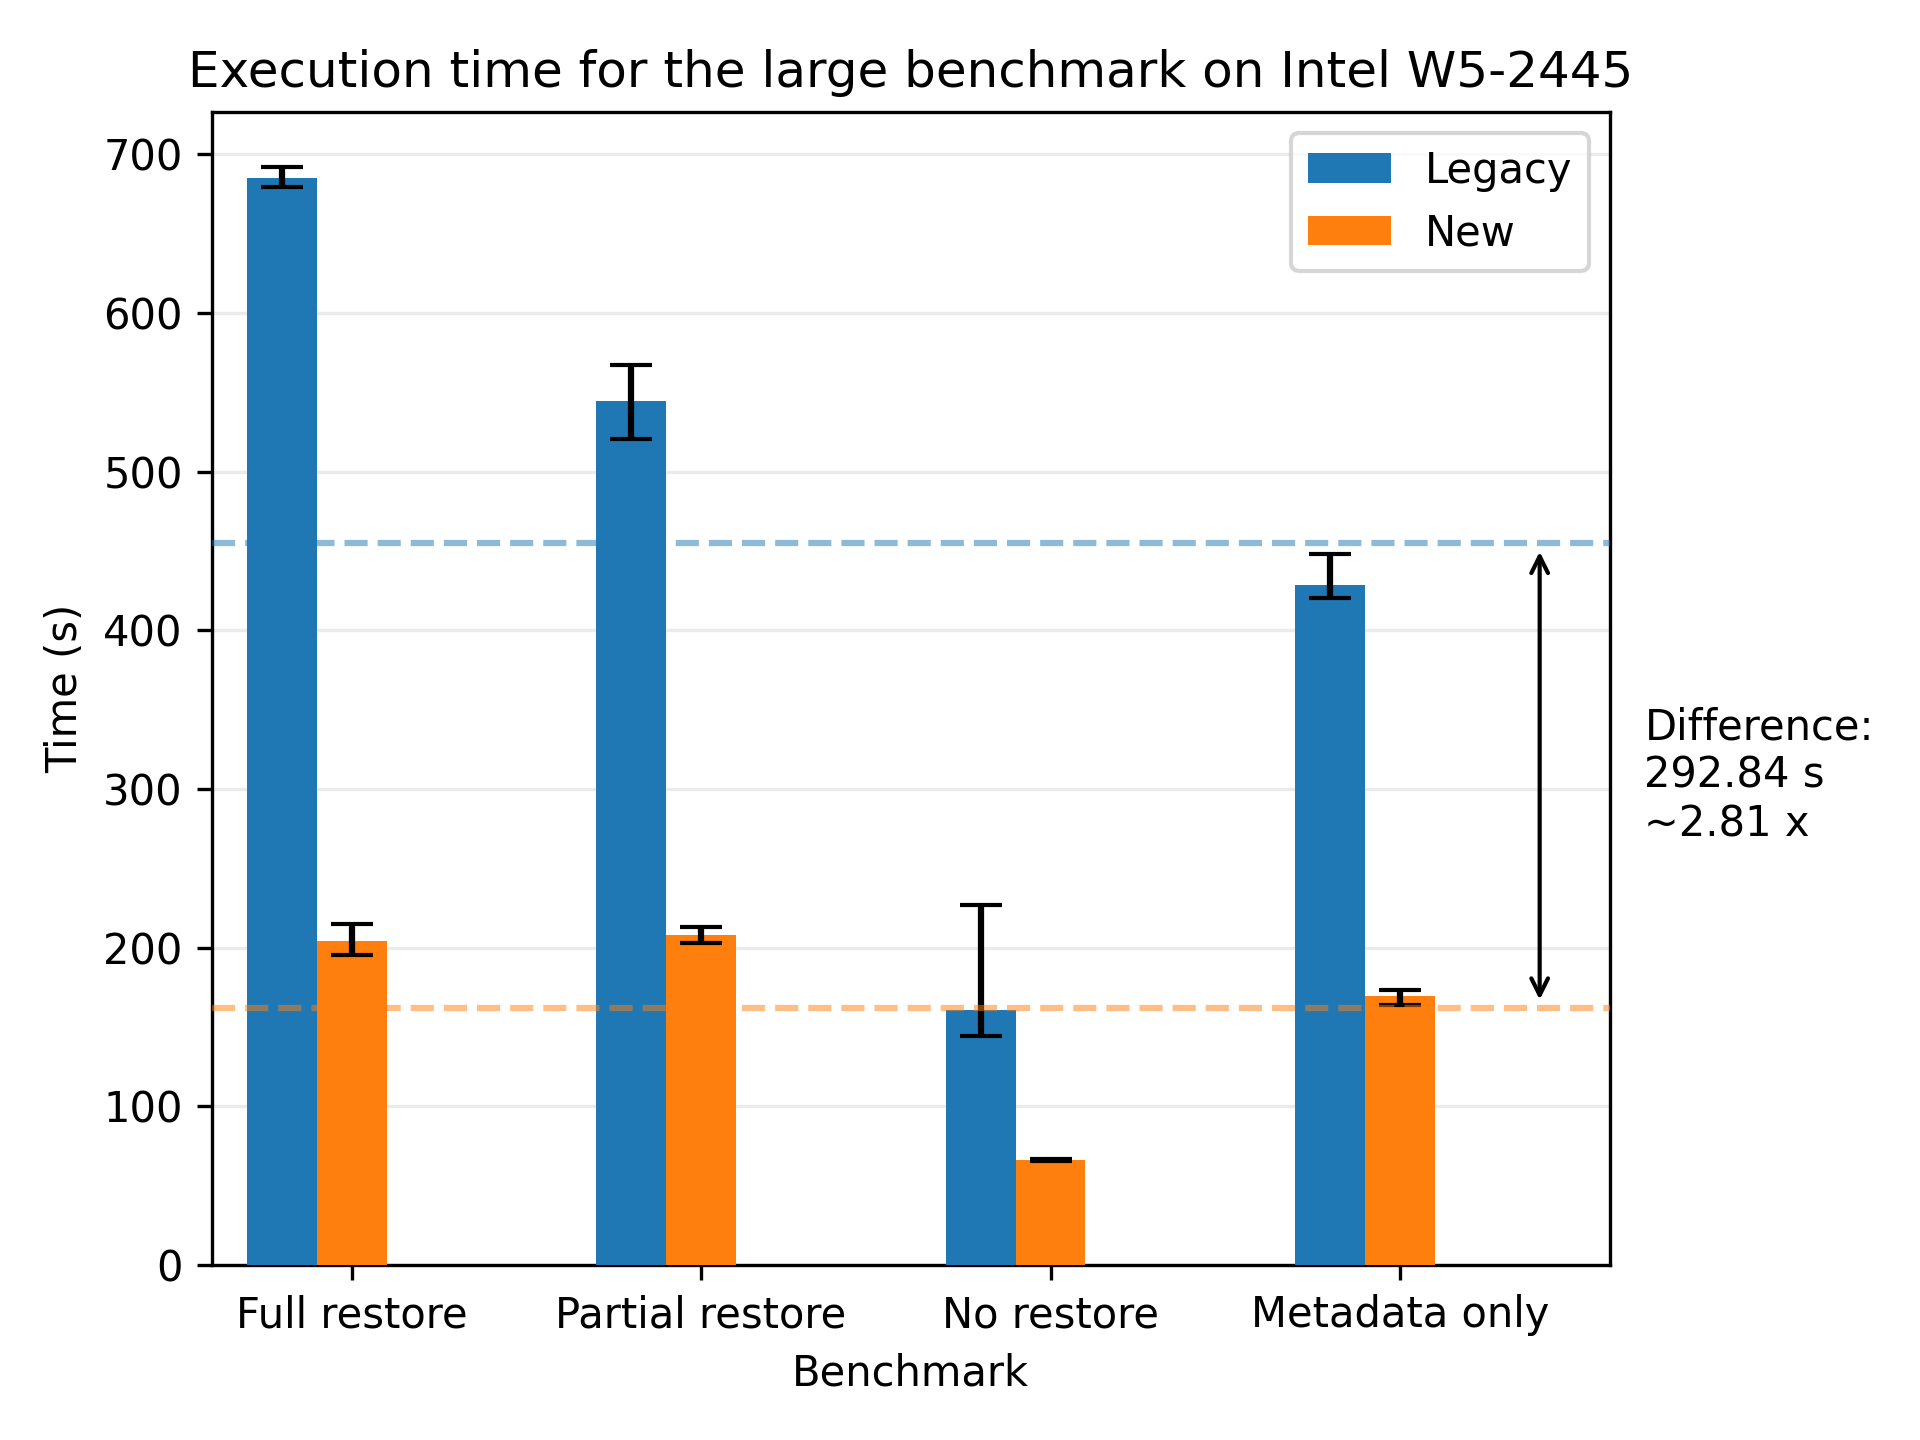 Execution time for the large benchmark on Intel W5-2445
Legacy
New
700
600
500
400
300
200
100
0
Time (s)
Difference:
292.84 s
~2.81 x
Full restore
Partial restore
No restore
Metadata only
Benchmark